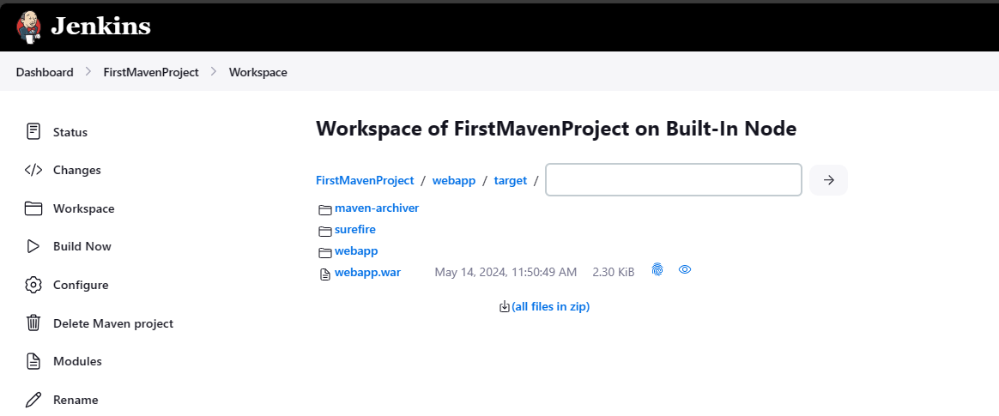 Jenkins
Dashboard > FirstMavenProject > Workspace
Status
Changes
Workspace
Build Now
Configure
Delete Maven project
Modules
Rename
Workspace of FirstMavenProject on Built-In Node
FirstMavenProject / webapp / target /
maven-archiver
surefire
webapp
webapp.war May 14, 2024, 11:50:49 AM 2.30 KiB
(all files in zip)